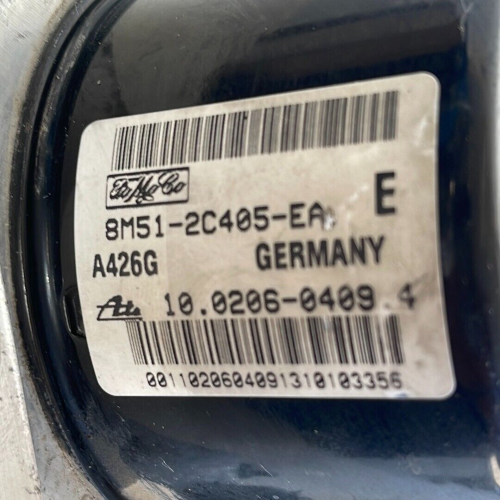 FoMoCo
E
8M51-2C405-EA
A426G GERMANY
Ate 10.0206-0409.4
0011020604091310103356